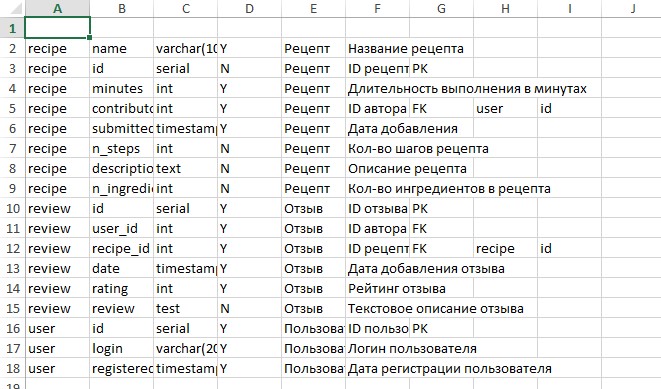 A B C D E F G H I J
1
2 recipe name varchar(10 Y Рецепт Название рецепта
3 recipe id serial N Рецепт ID рецепт PK
4 recipe minutes int Y Рецепт Длительность выполнения в минутах
5 recipe contributo int Y Рецепт ID автора FK user id
6 recipe submitted timestam Y Рецепт Дата добавления
7 recipe n_steps int N Рецепт Кол-во шагов рецепта
8 recipe descriptio text N Рецепт Описание рецепта
9 recipe n_ingredi int N Рецепт Кол-во ингредиентов в рецепта
10 review id serial Y Отзыв ID отзыва PK
11 review user_id int Y Отзыв ID автора FK
12 review recipe_id int Y Отзыв ID рецепт FK recipe id
13 review date timestam Y Отзыв Дата добавления отзыва
14 review rating int Y Отзыв Рейтинг отзыва
15 review review test N Отзыв Текстовое описание отзыва
16 user id serial Y Пользова ID пользо PK
17 user login varchar(20 Y Пользова Логин пользователя
18 user registered timestam Y Пользова Дата регистрации пользователя